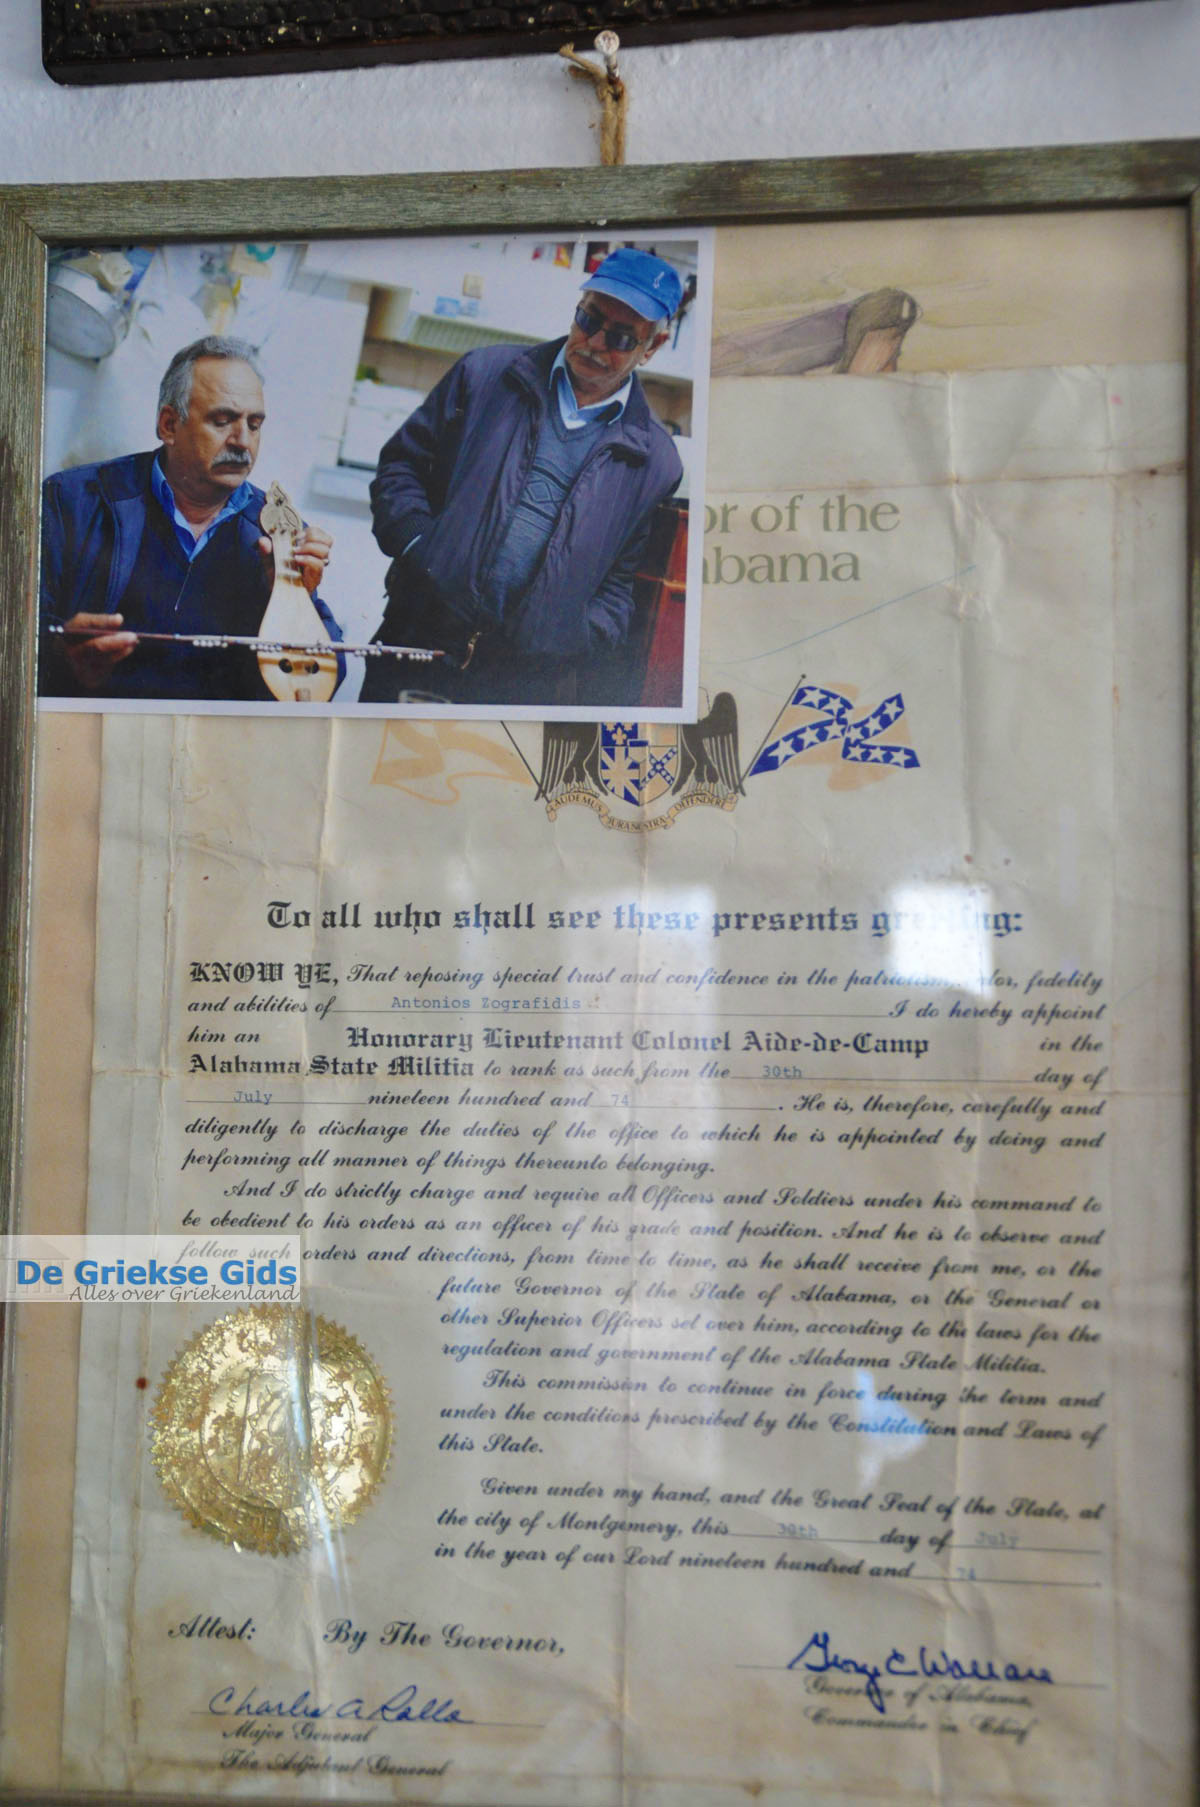 of the
AUDEMUS JURA NOSTRA DEFENDERE
To all who shall see these presents
KNOW YE, That reposing special trust and confidence in the fidelity
and abilities of Antonios Zografidis I do hereby appoint
him an Honorary Lieutenant Colonel Aide-de-Camp in the
Alabama State Militia to rank as such from the 30th day of
July nineteen hundred and 74. He is, therefore, carefully and
diligently to discharge the duties of the office to which he is appointed by doing and
performing all manner of things thereunto belonging.
And I do strictly charge and require all Officers and Soldiers under his command to
be obedient to his orders as an officer of his grade and position. And he is to observe and
follow such orders and directions, from time to time, as he shall receive from me, or the
De Griekse Gids
Alles over Griekenland
future Governor of the State of Alabama, or the General or
other Superior Officers set over him, according to the laws for the
regulation and government of the Alabama State Militia.
This commission to continue in force during the term and
under the conditions prescribed by the Constitution and Laws of
this State.
Given under my hand, and the Great Seal of the State, at
the city of Montgomery, this 30th day of July
in the year of our Lord nineteen hundred and 74
Attest: By The Governor,
George C Wallace
Governor of Alabama
Commander in Chief
Charles A Rollo
Major General
The Adjutant General